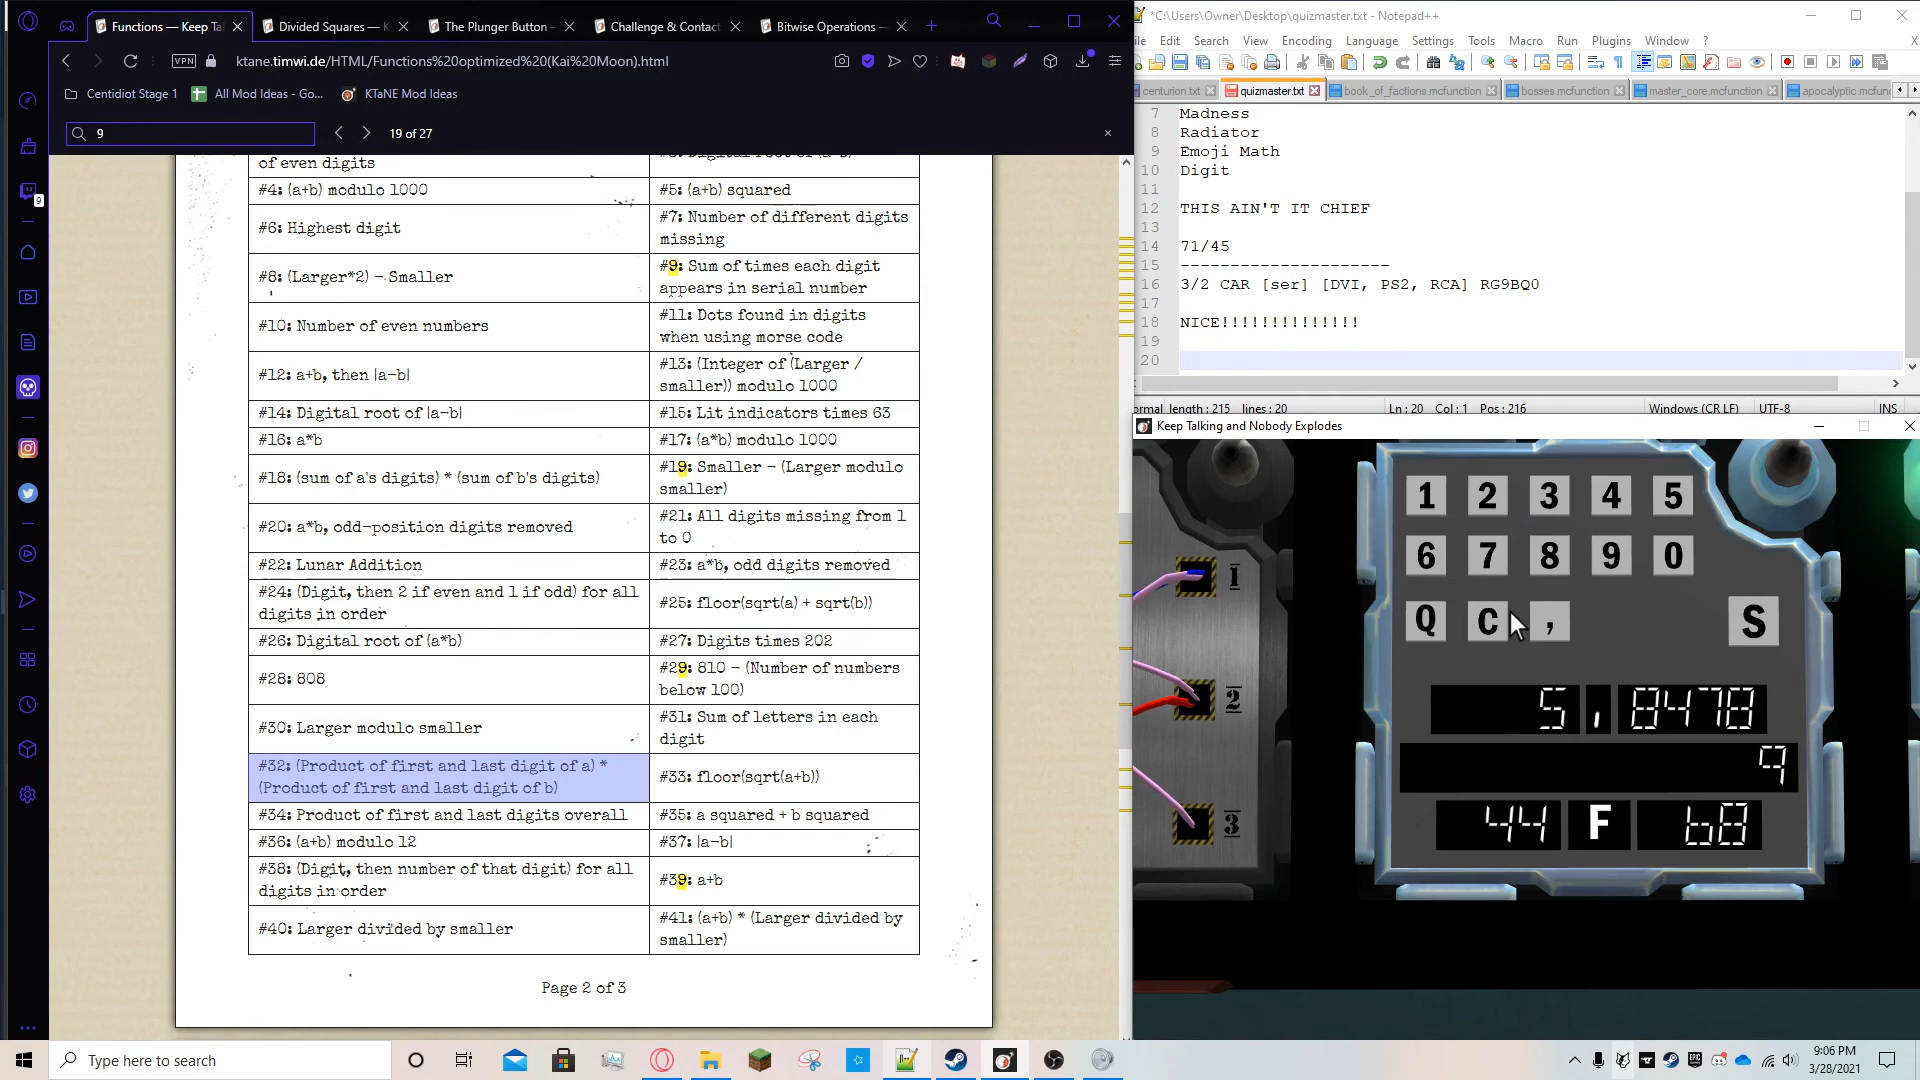 Functions — Keep Ta
Divided Squares — K
The Plunger Button —
Challenge & Contact
Bitwise Operations —
VPN
ktane.timwi.de/HTML/Functions%20optimized%20(Kai%20Moon).html
Centidiot Stage 1
All Mod Ideas - Go...
KTaNE Mod Ideas
9
19 of 27
of even digits
#4: (a+b) modulo 1000
#5: (a+b) squared
#6: Highest digit
#7: Number of different digits
missing
#8: (Larger*2) - Smaller
#9: Sum of times each digit
appears in serial number
#10: Number of even numbers
#11: Dots found in digits
when using morse code
#12: a+b, then |a-b|
#13: (Integer of (Larger /
smaller)) modulo 1000
#14: Digital root of |a-b|
#15: Lit indicators times 63
#16: a*b
#17: (a*b) modulo 1000
#18: (sum of a's digits) * (sum of b's digits)
#19: Smaller - (Larger modulo
smaller)
#20: a*b, odd-position digits removed
#21: All digits missing from 1
to 0
#22: Lunar Addition
#23: a*b, odd digits removed
#24: (Digit, then 2 if even and 1 if odd) for all
digits in order
#25: floor(sqrt(a) + sqrt(b))
#26: Digital root of (a*b)
#27: Digits times 202
#28: 808
#29: 810 - (Number of numbers
below 100)
#30: Larger modulo smaller
#31: Sum of letters in each
digit
#32: (Product of first and last digit of a) *
(Product of first and last digit of b)
#33: floor(sqrt(a+b))
#34: Product of first and last digits overall
#35: a squared + b squared
#36: (a+b) modulo 12
#37: |a-b|
#38: (Digit, then number of that digit) for all
digits in order
#39: a+b
#40: Larger divided by smaller
#41: (a+b) * (Larger divided by
smaller)
Page 2 of 3
9
*C:\Users\Owner\Desktop\quizmaster.txt - Notepad++
Edit Search View Encoding Language Settings Tools Macro Run Plugins Window ? X
centurion.txt quizmaster.txt book_of_factions.mcfunction bosses.mcfunction master_core.mcfunction apocalyptic.mcfun
7 Madness
8 Radiator
9 Emoji Math
10 Digit
11
12 THIS AIN'T IT CHIEF
13
14 71/45
15 ---------------------
16 3/2 CAR [ser] [DVI, PS2, RCA] RG9BQ0
17
18 NICE!!!!!!!!!!!!!!
19
20
length : 215 lines : 20 Ln : 20 Col : 1 Pos : 216 Windows (CR LF) UTF-8 INS
Keep Talking and Nobody Explodes
1 2 3 4 5
6 7 8 9 0
Q C , S
5 , 8478
9
44 F b8
1
2
3
Type here to search
9:06 PM
3/28/2021